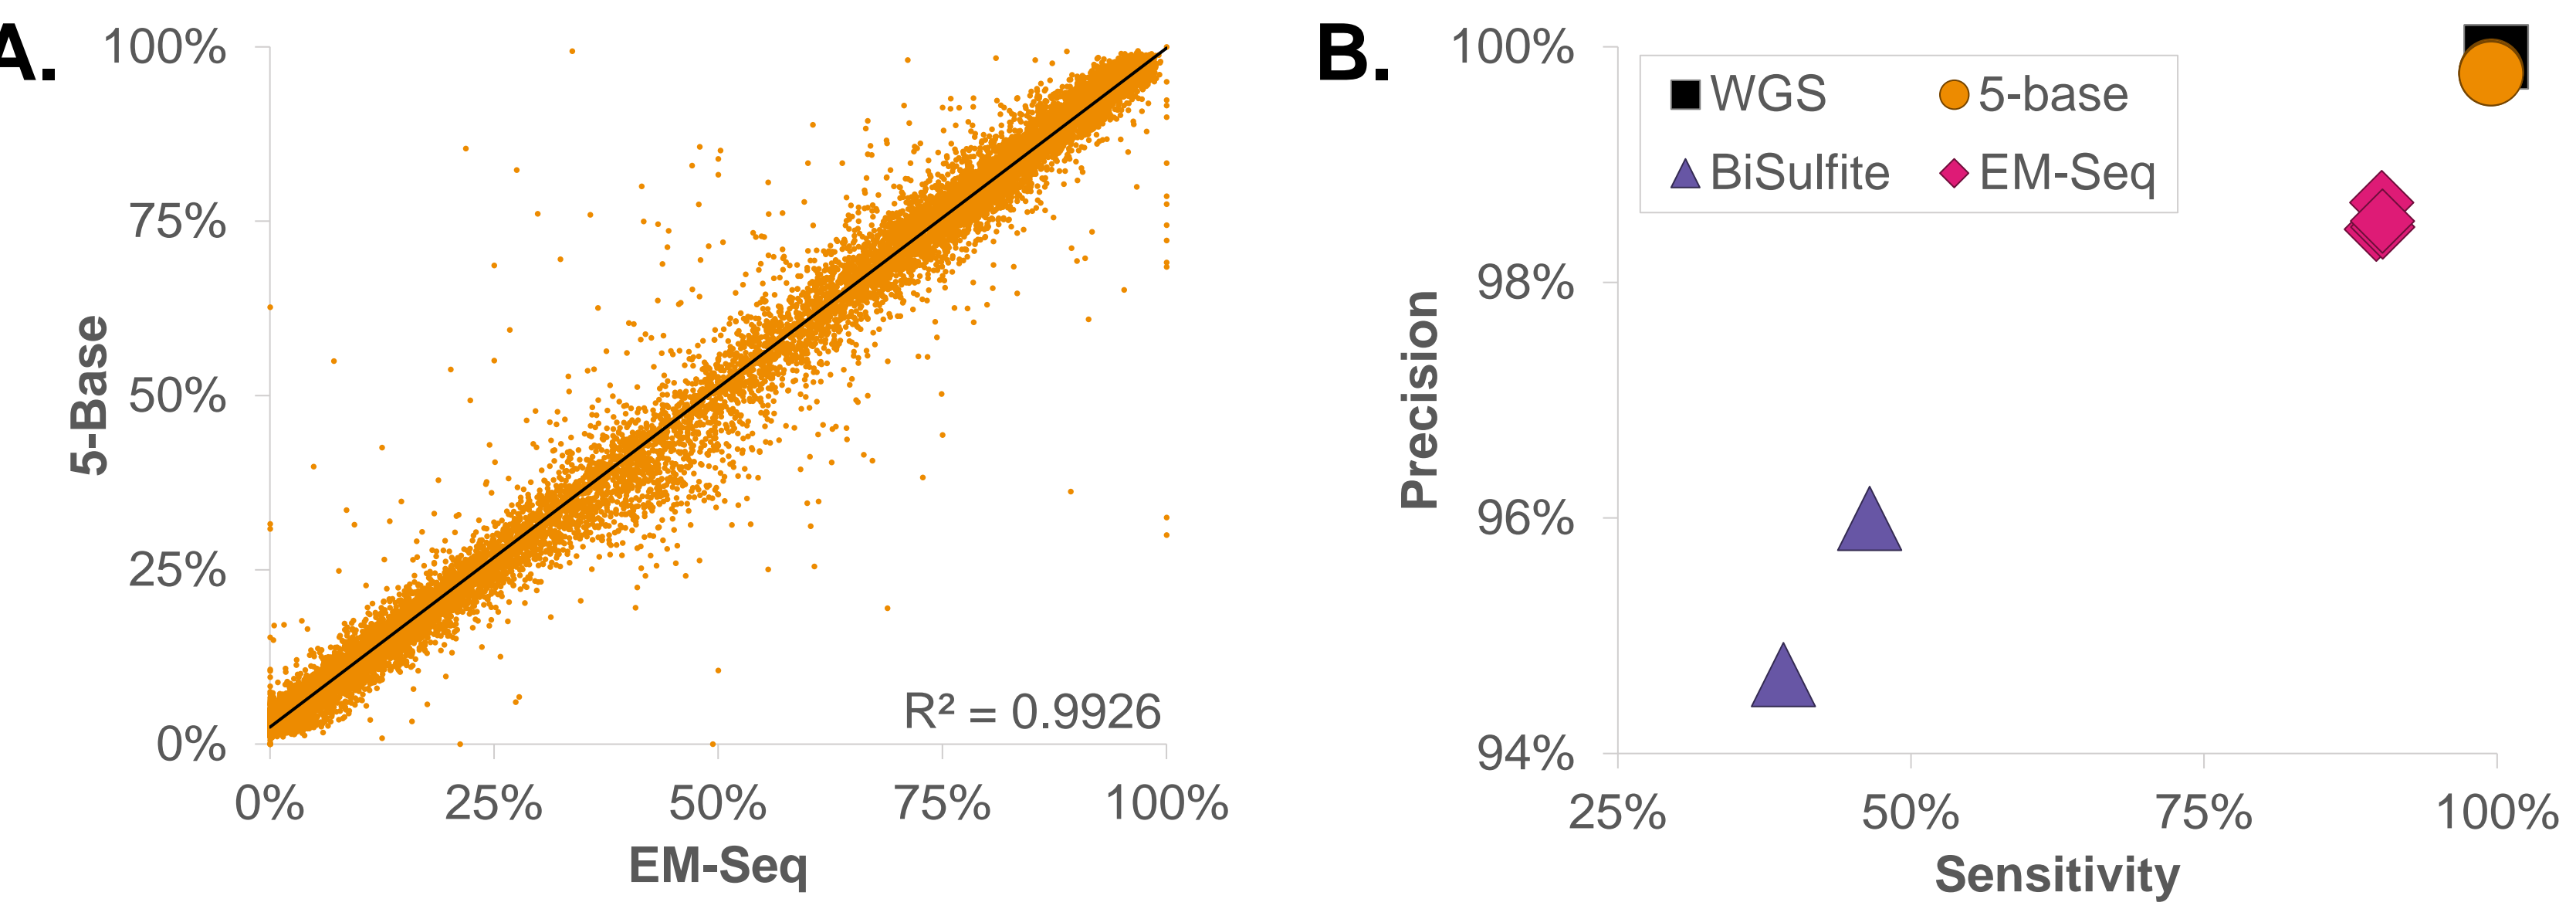 A.
100%
75%
50%
25%
0%
5-Base
0% 25% 50% 75% 100%
EM-Seq
R² = 0.9926
B.
100%
98%
96%
94%
Precision
WGS 5-base
BiSulfite EM-Seq
25% 50% 75% 100%
Sensitivity